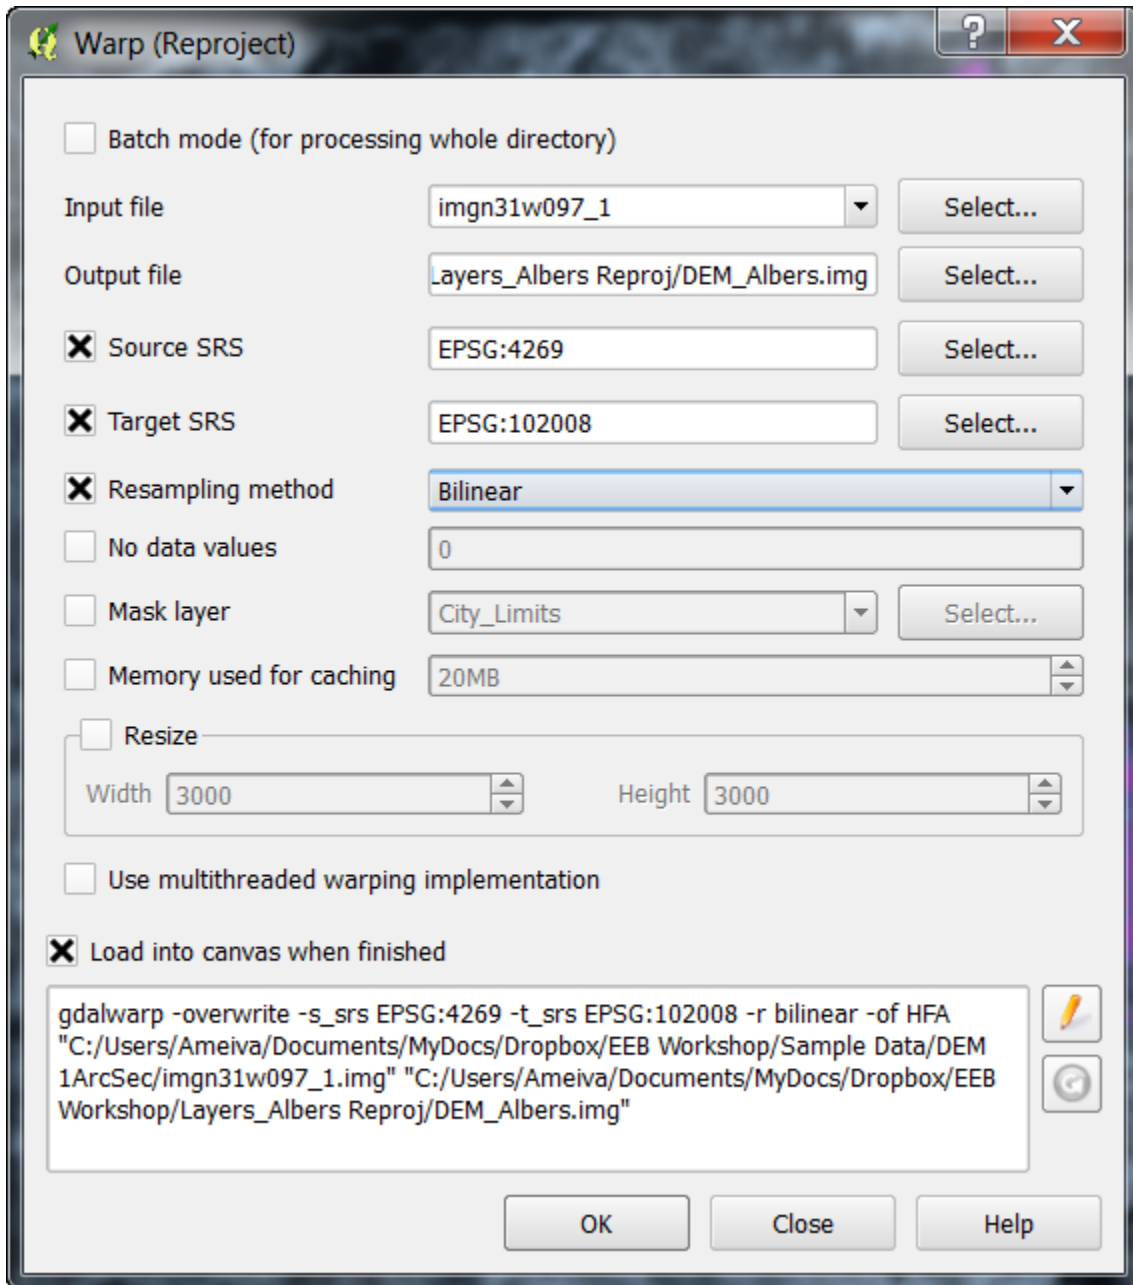 Warp (Reproject)
?
X
Batch mode (for processing whole directory)
Input file imgn31w097_1 Select...
Output file Layers_Albers Reproj/DEM_Albers.img Select...
Source SRS EPSG:4269 Select...
Target SRS EPSG:102008 Select...
Resampling method Bilinear
No data values 0
Mask layer City_Limits Select...
Memory used for caching 20MB
Resize
Width 3000 Height 3000
Use multithreaded warping implementation
Load into canvas when finished
gdalwarp -overwrite -s_srs EPSG:4269 -t_srs EPSG:102008 -r bilinear -of HFA
"C:/Users/Ameiva/Documents/MyDocs/Dropbox/EEB Workshop/Sample Data/DEM
1ArcSec/imgn31w097_1.img" "C:/Users/Ameiva/Documents/MyDocs/Dropbox/EEB
Workshop/Layers_Albers Reproj/DEM_Albers.img"
OK Close Help